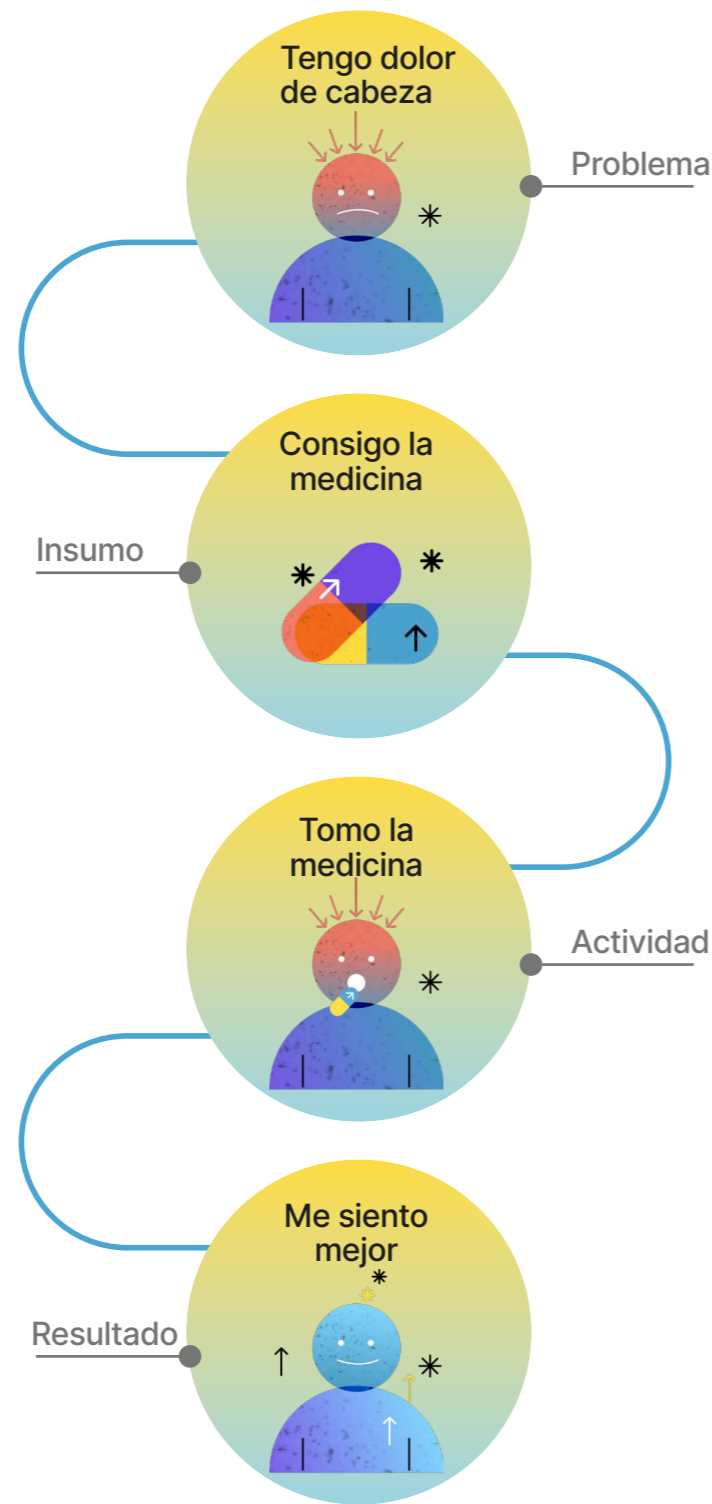 Tengo dolor
de cabeza
Problema
Consigo la
medicina
Insumo
Tomo la
medicina
Actividad
Me siento
mejor
Resultado